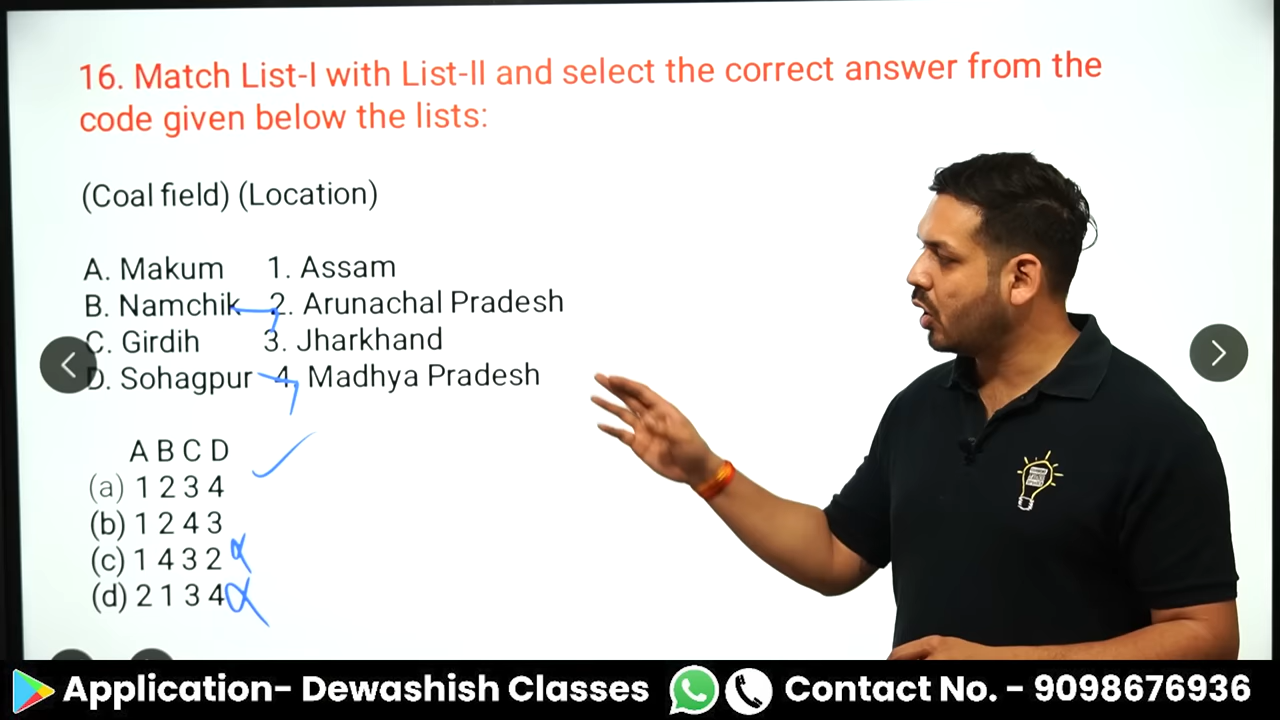 16. Match List-I with List-II and select the correct answer from the
code given below the lists:
(Coal field) (Location)
A. Makum 1. Assam
B. Namchik 2. Arunachal Pradesh
C. Girdih 3. Jharkhand
D. Sohagpur 4. Madhya Pradesh
A B C D
(a) 1 2 3 4
(b) 1 2 4 3
(c) 1 4 3 2
(d) 2 1 3 4
Application- Dewashish Classes Contact No. - 9098676936